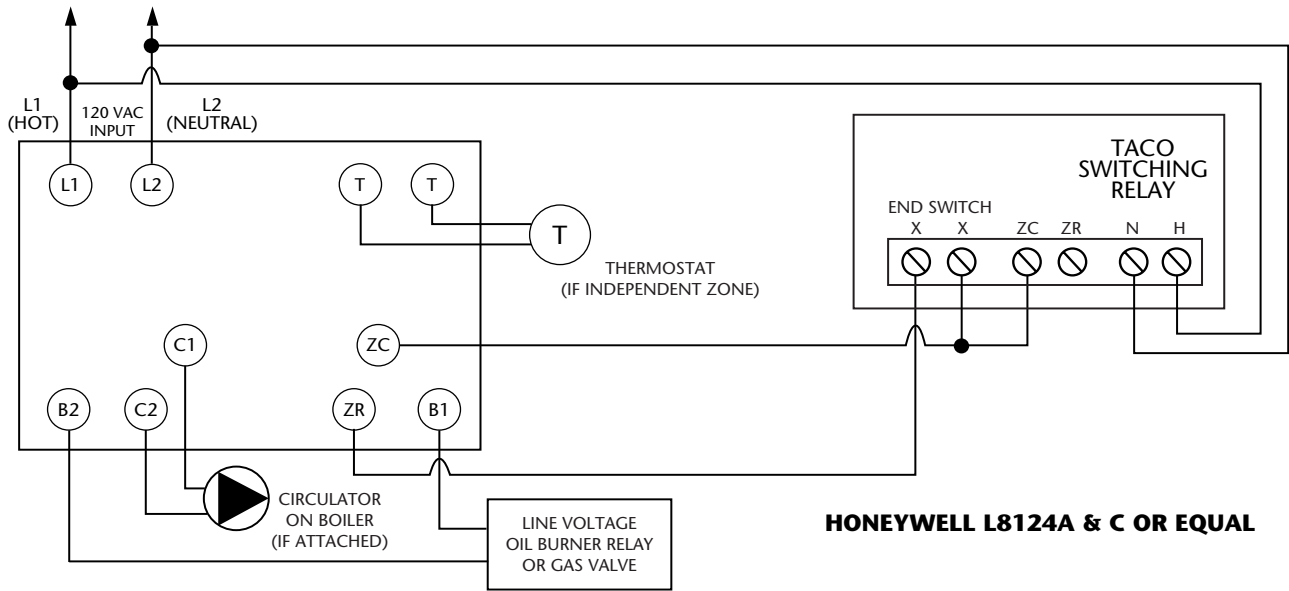 L1
(HOT)
120 VAC
INPUT
L2
(NEUTRAL)
L1
L2
T
T
T
THERMOSTAT
(IF INDEPENDENT ZONE)
TACO
SWITCHING
RELAY
END SWITCH
X X ZC ZR N H
C1
ZC
B2
C2
ZR
B1
CIRCULATOR
ON BOILER
(IF ATTACHED)
LINE VOLTAGE
OIL BURNER RELAY
OR GAS VALVE
HONEYWELL L8124A & C OR EQUAL